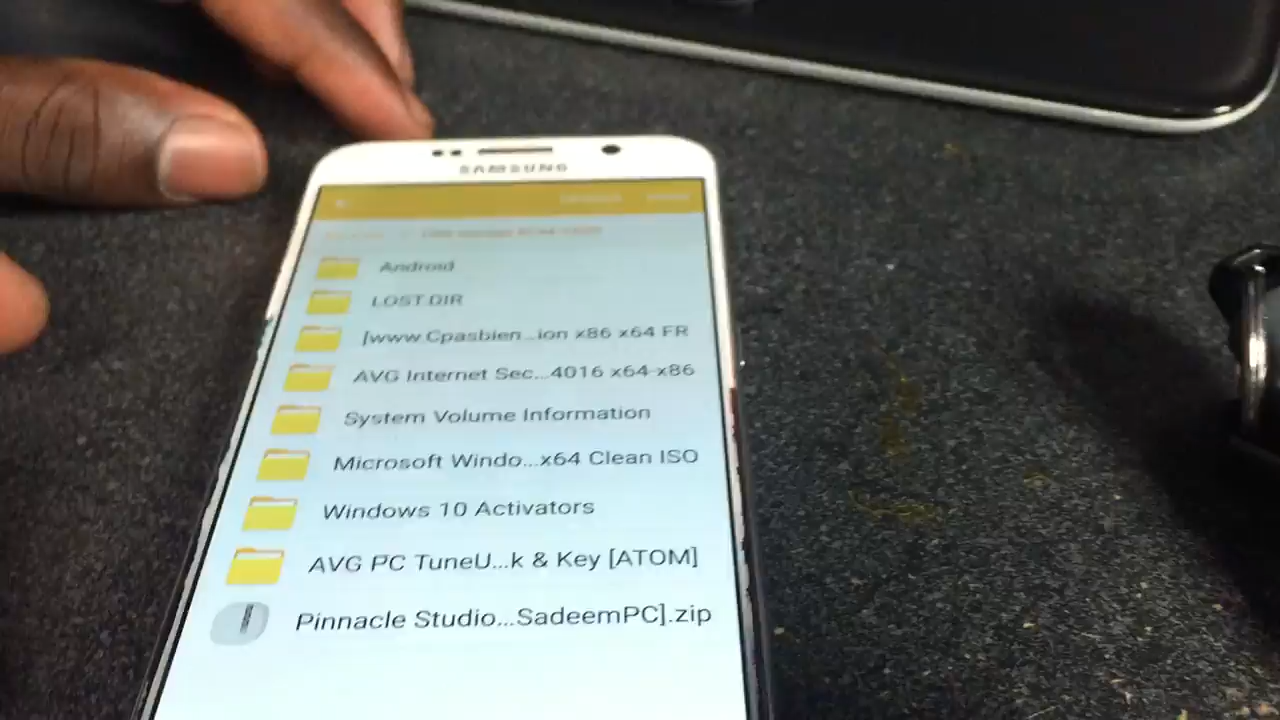 SAMSUNG
Android
LOST.DIR
[www.Cpasbien...ion x86 x64 FR
AVG Internet Sec...4016 x64-x86
System Volume Information
Microsoft Windo...x64 Clean ISO
Windows 10 Activators
AVG PC TuneU...k & Key [ATOM]
Pinnacle Studio...SadeemPC].zip